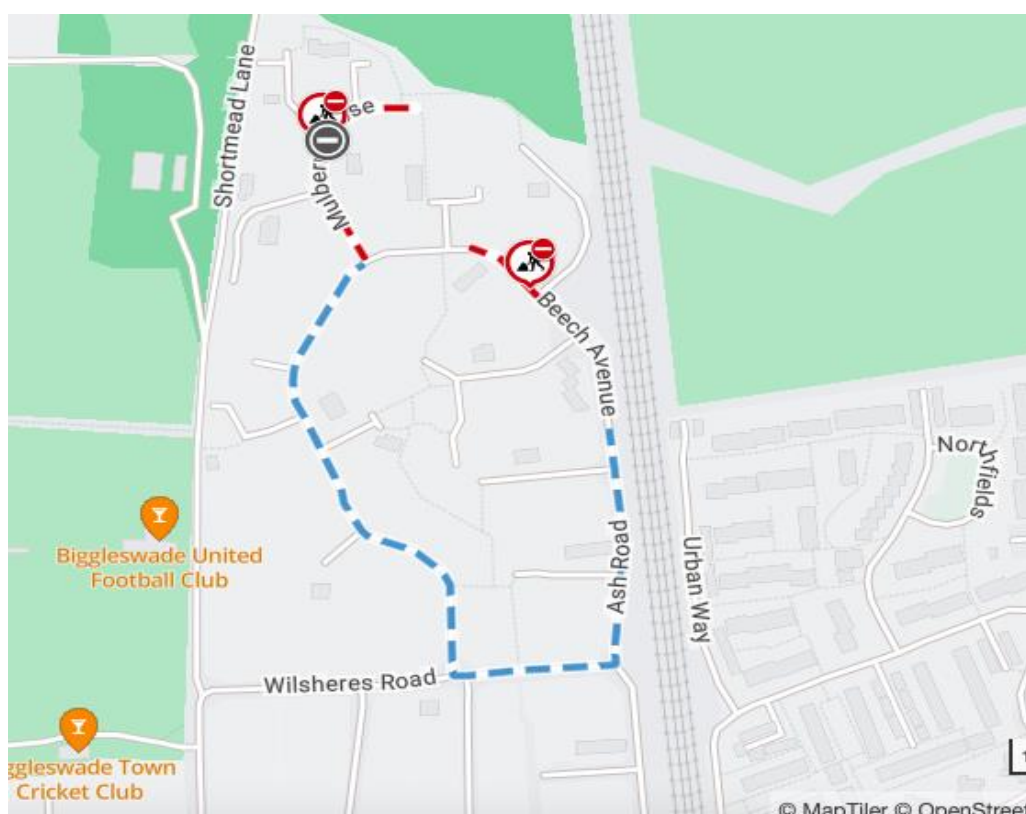 Shortmead Lane
Beech Avenue
Northfields
Biggleswade United
Football Club
Ash Road
Urban Way
Wilsheres Road
ggleswade Town
Cricket Club
© MapTiler © OpenStreet